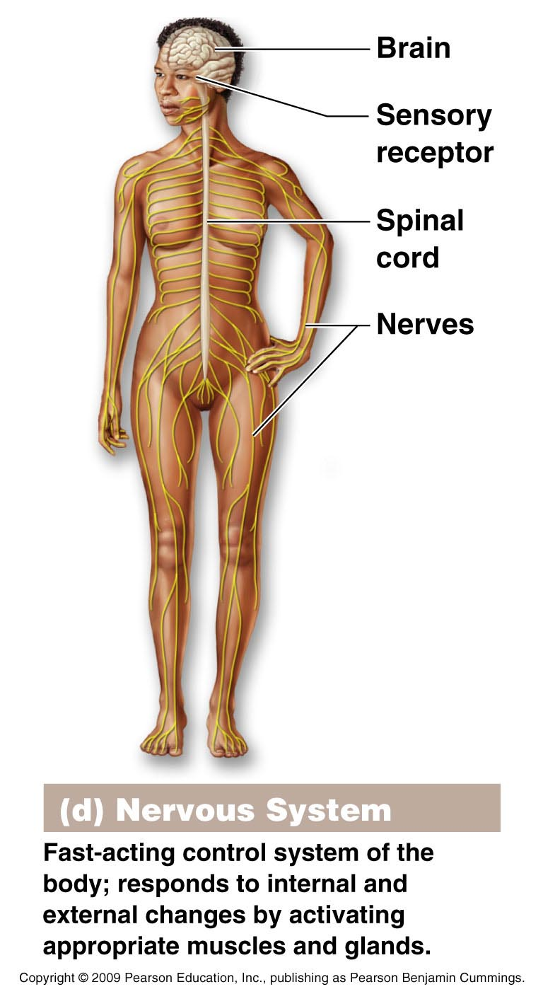 Brain
Sensory
receptor
Spinal
cord
Nerves
(d) Nervous System
Fast-acting control system of the
body; responds to internal and
external changes by activating
appropriate muscles and glands.
Copyright © 2009 Pearson Education, Inc., publishing as Pearson Benjamin Cummings.